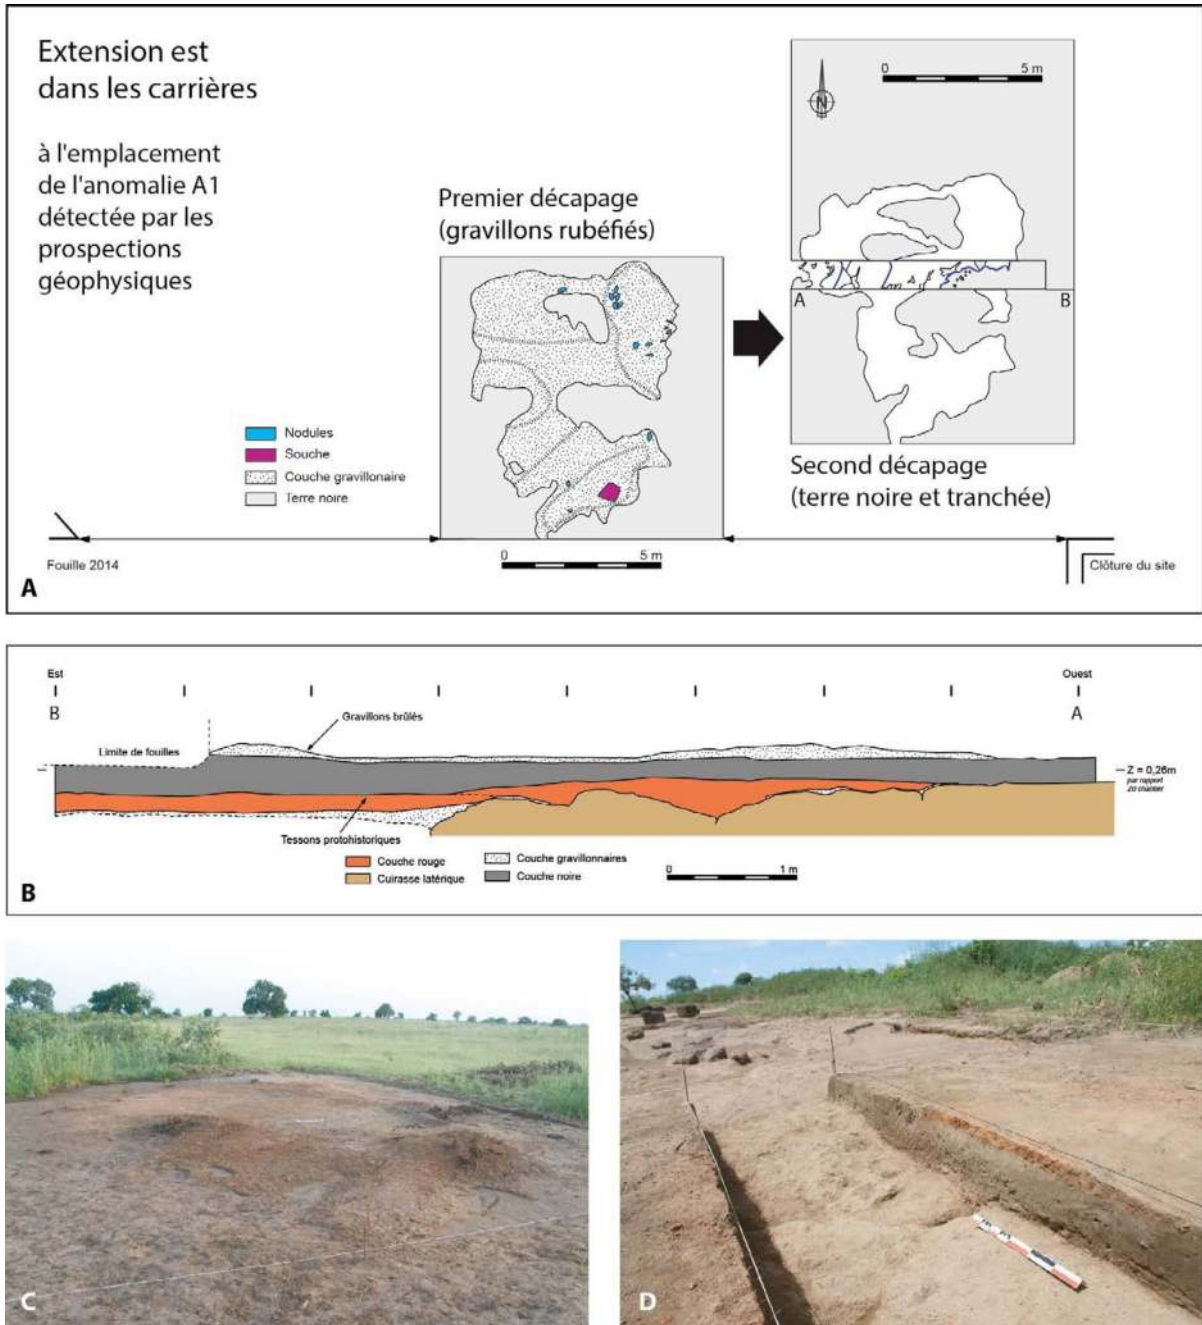 Extension est
dans les carrières
à l'emplacement
de l'anomalie A1
détectée par les
prospections
géophysiques
Premier décapage
(gravillons rubéfiés)
0 5 m
N
A B
Second décapage
(terre noire et tranchée)
Nodules
Souche
Couche gravillonaire
Terre noire
Fouille 2014
0 5 m
Clôture du site
A
Est
B
Ouest
A
Gravillons brûlés
Limite de fouilles
Z = 0,26m
par rapport
Tessons protohistoriques
Couche rouge
Cuirasse latérique
Couche gravillonnaires
Couche noire
0 1 m
B
C
D